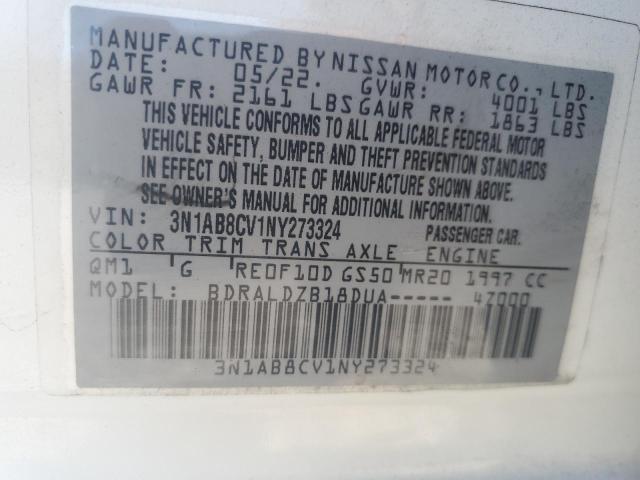 MANUFACTURED BY NISSAN MOTOR CO., LTD.
DATE: 05/22. GVWR: 4001 LBS
GAWR FR: 2161 LBS GAWR RR: 1863 LBS
THIS VEHICLE CONFORMS TO ALL APPLICABLE FEDERAL MOTOR
VEHICLE SAFETY, BUMPER AND THEFT PREVENTION STANDARDS
IN EFFECT ON THE DATE OF MANUFACTURE SHOWN ABOVE.
SEE OWNER'S MANUAL FOR ADDITIONAL INFORMATION.
VIN: 3N1AB8CV1NY273324 PASSENGER CAR.
COLOR TRIM TRANS AXLE ENGINE
QM1 G RE0F10D GS50 MR20 1997 CC
MODEL: BDRALDZB18DUA----- 47000
3N1AB8CV1NY273324